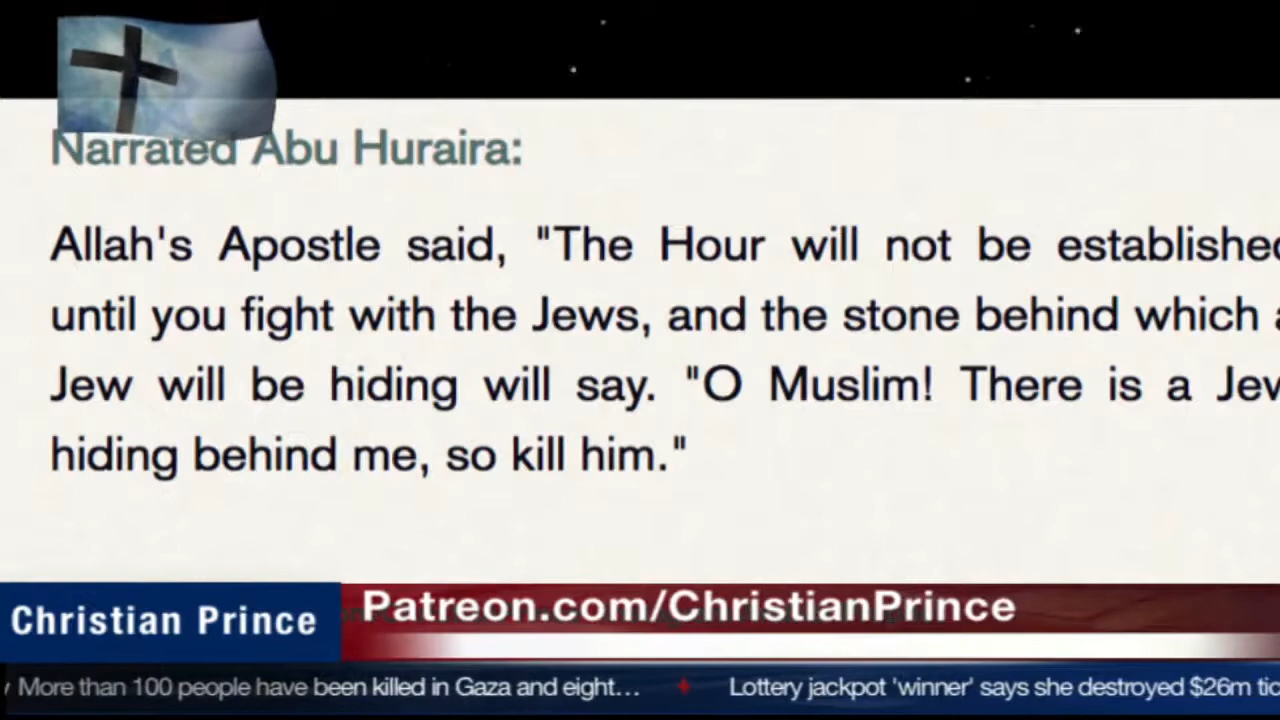 Narrated Abu Huraira:
Allah's Apostle said, "The Hour will not be established
until you fight with the Jews, and the stone behind which a
Jew will be hiding will say. "O Muslim! There is a Jew
hiding behind me, so kill him."
Christian Prince
Patreon.com/ChristianPrince
More than 100 people have been killed in Gaza and eight... Lottery jackpot 'winner' says she destroyed $26m